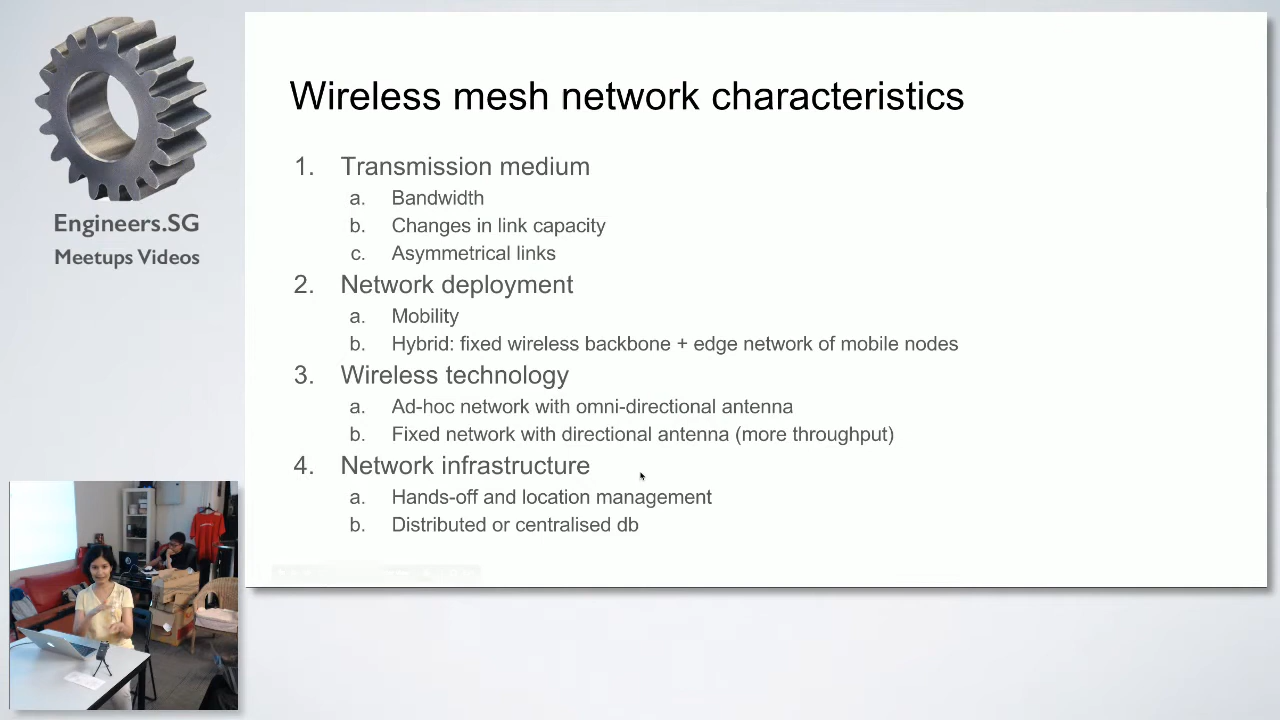 Engineers.SG
Meetups Videos
Wireless mesh network characteristics
1. Transmission medium
a. Bandwidth
b. Changes in link capacity
c. Asymmetrical links
2. Network deployment
a. Mobility
b. Hybrid: fixed wireless backbone + edge network of mobile nodes
3. Wireless technology
a. Ad-hoc network with omni-directional antenna
b. Fixed network with directional antenna (more throughput)
4. Network infrastructure
a. Hands-off and location management
b. Distributed or centralised db